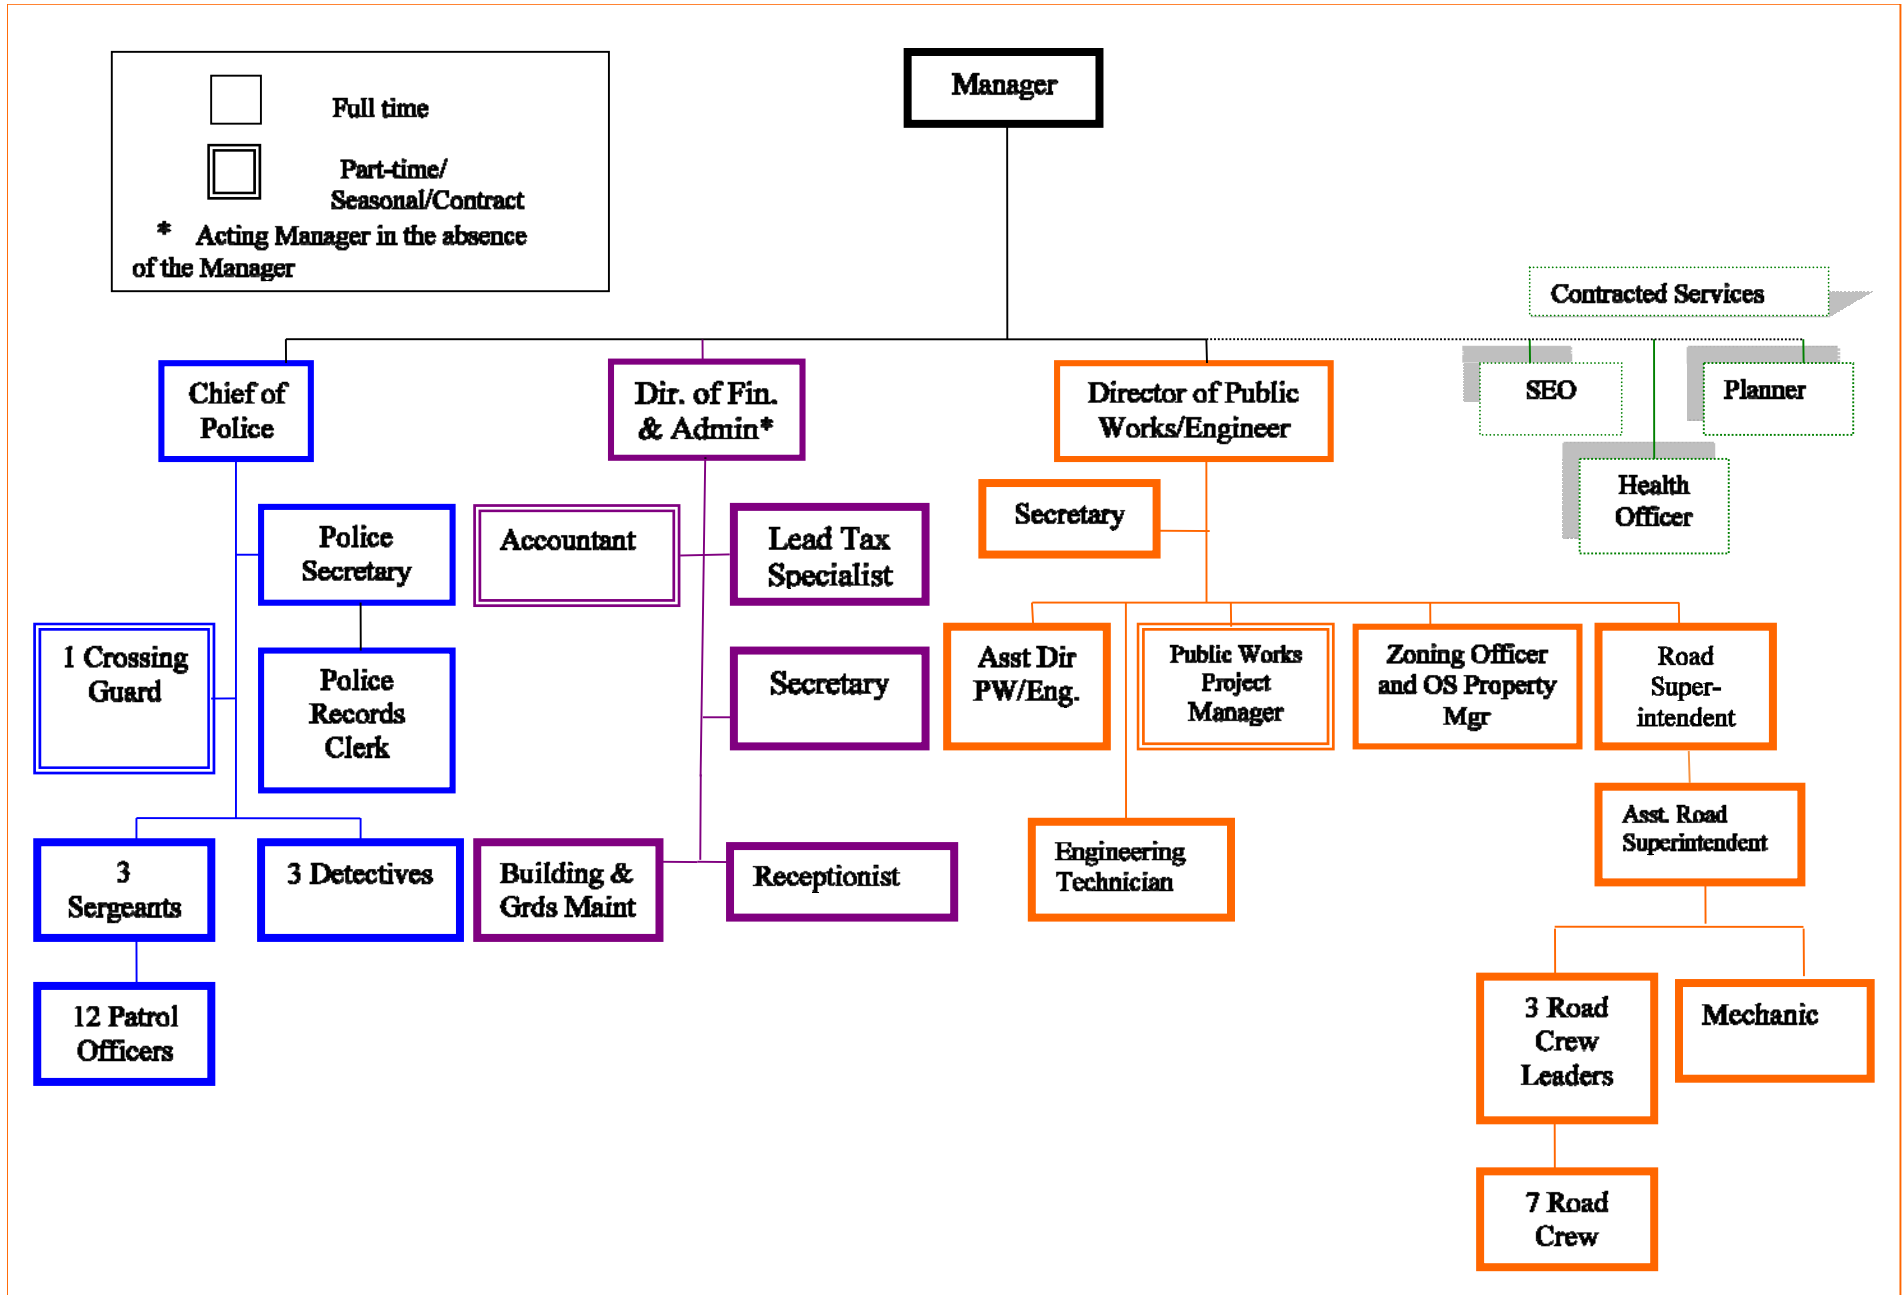 Manager
Full time
Part-time/
Seasonal/Contract
* Acting Manager in the absence
of the Manager
Contracted Services
Chief of
Police
Dir. of Fin.
& Admin*
Director of Public
Works/Engineer
SEO
Planner
Health
Officer
Police
Secretary
Accountant
Lead Tax
Specialist
Secretary
1 Crossing
Guard
Police
Records
Clerk
Secretary
Asst Dir
PW/Eng.
Public Works
Project
Manager
Zoning Officer
and OS Property
Mgr
Road
Super-
intendent
3
Sergeants
3 Detectives
Building &
Grds Maint
Receptionist
Engineering
Technician
Asst. Road
Superintendent
12 Patrol
Officers
3 Road
Crew
Leaders
Mechanic
7 Road
Crew